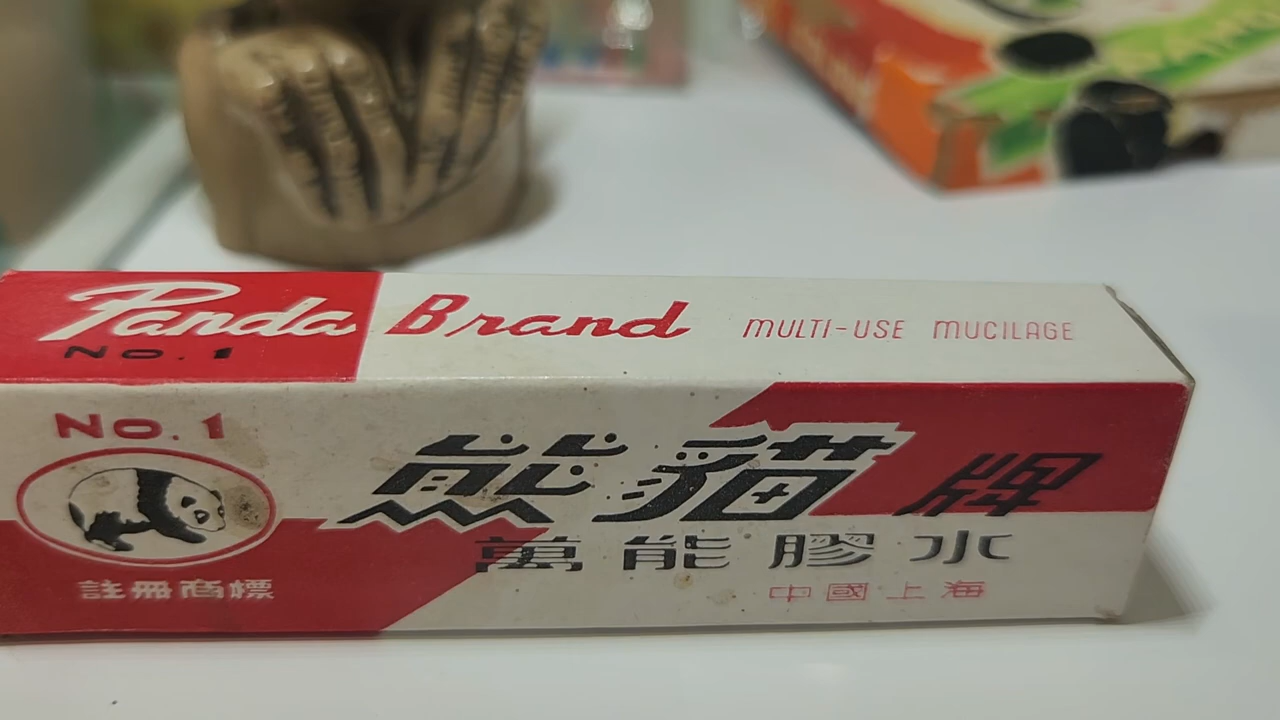 Panda Brand MULTI-USE MUCILAGE
No. 1
No. 1
熊貓牌
萬能膠水
註冊商標
中國上海